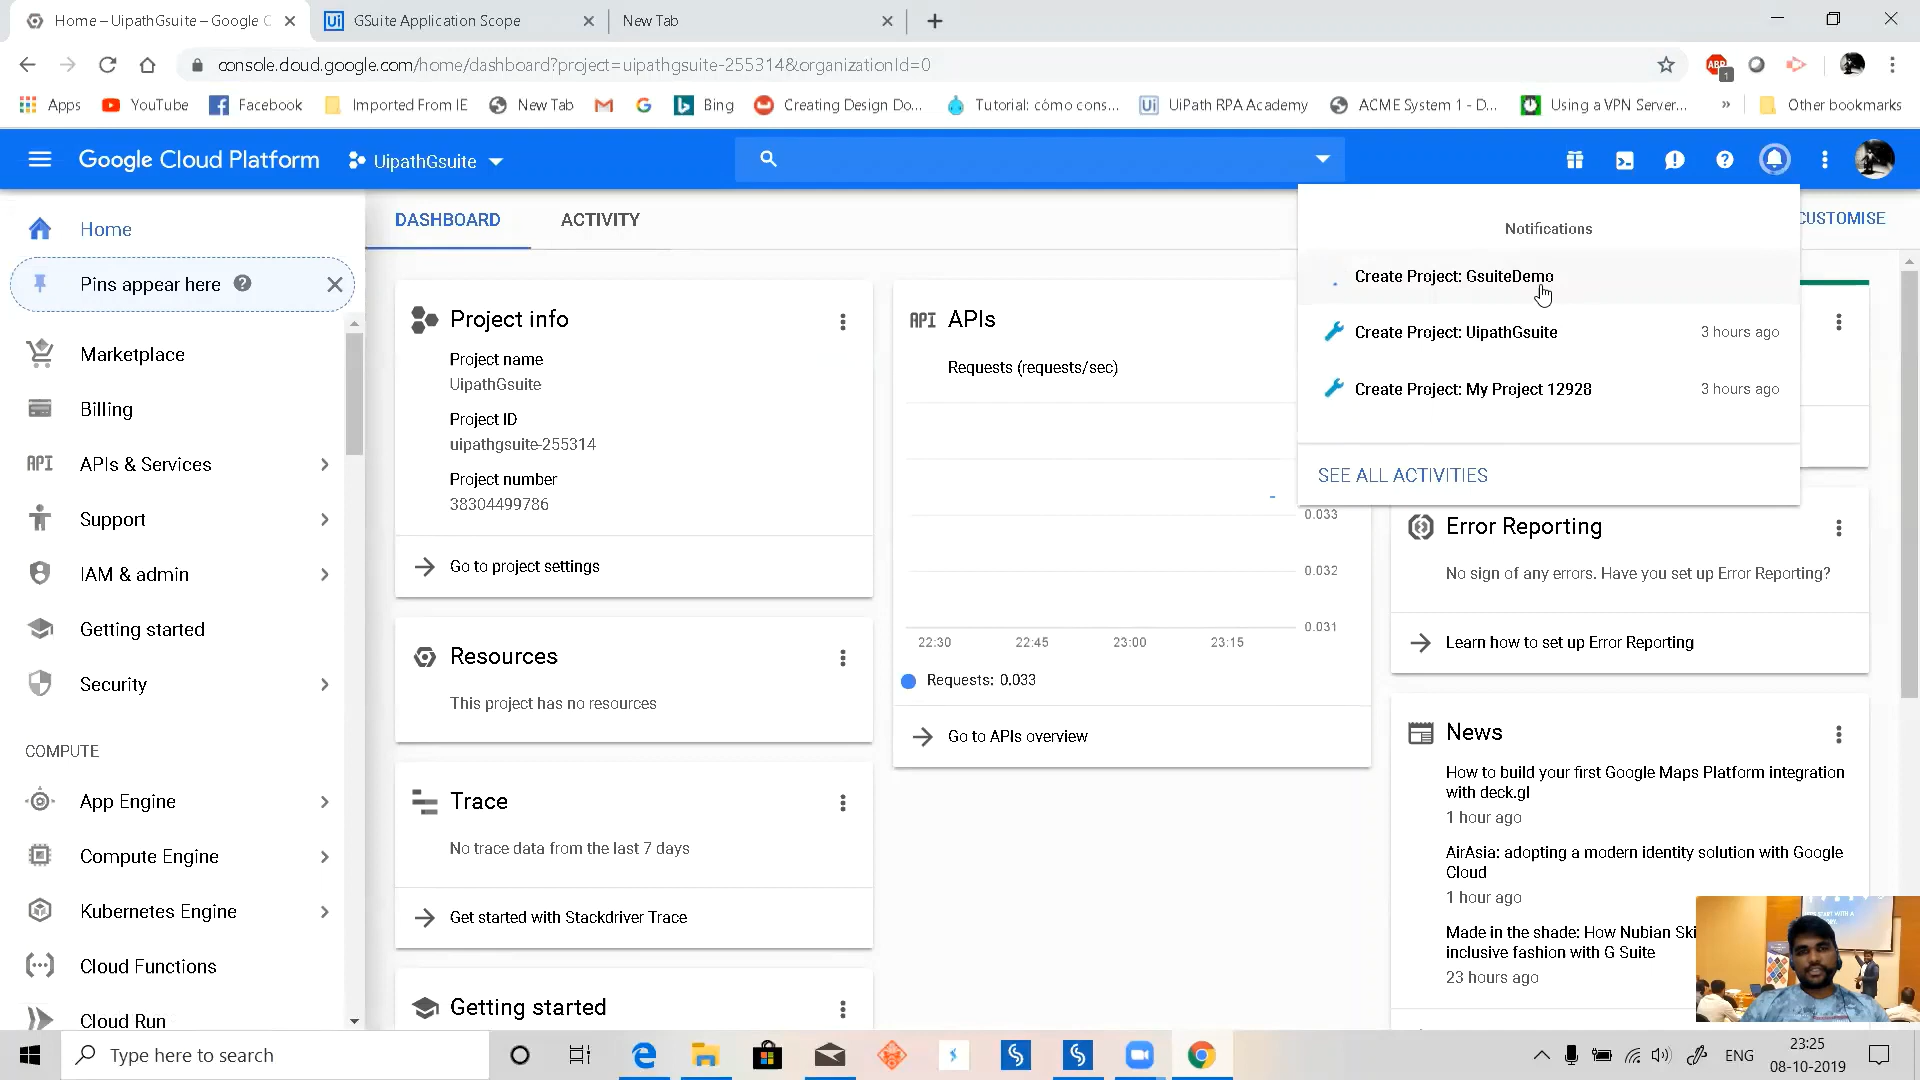 Home – UipathGsuite – Google C
GSuite Application Scope
New Tab
console.cloud.google.com/home/dashboard?project=uipathgsuite-255314&organizationId=0
ABP
1
Apps
YouTube
Facebook
Imported From IE
New Tab
Bing
Creating Design Do...
Tutorial: cómo cons...
UiPath RPA Academy
ACME System 1 - D...
Using a VPN Server...
Other bookmarks
Google Cloud Platform
UipathGsuite
Home
Pins appear here
Marketplace
Billing
APIs & Services
Support
IAM & admin
Getting started
Security
COMPUTE
App Engine
Compute Engine
Kubernetes Engine
Cloud Functions
Cloud Run
DASHBOARD
ACTIVITY
CUSTOMISE
Project info
Project name
UipathGsuite
Project ID
uipathgsuite-255314
Project number
38304499786
Go to project settings
Resources
This project has no resources
Trace
No trace data from the last 7 days
Get started with Stackdriver Trace
Getting started
API APIs
Requests (requests/sec)
0.033
0.032
0.031
22:30
22:45
23:00
23:15
Requests: 0.033
Go to APIs overview
Notifications
Create Project: GsuiteDemo
Create Project: UipathGsuite
3 hours ago
Create Project: My Project 12928
3 hours ago
SEE ALL ACTIVITIES
Error Reporting
No sign of any errors. Have you set up Error Reporting?
Learn how to set up Error Reporting
News
How to build your first Google Maps Platform integration
with deck.gl
1 hour ago
AirAsia: adopting a modern identity solution with Google
Cloud
1 hour ago
Made in the shade: How Nubian Ski
inclusive fashion with G Suite
23 hours ago
Type here to search
ENG
23:25
08-10-2019